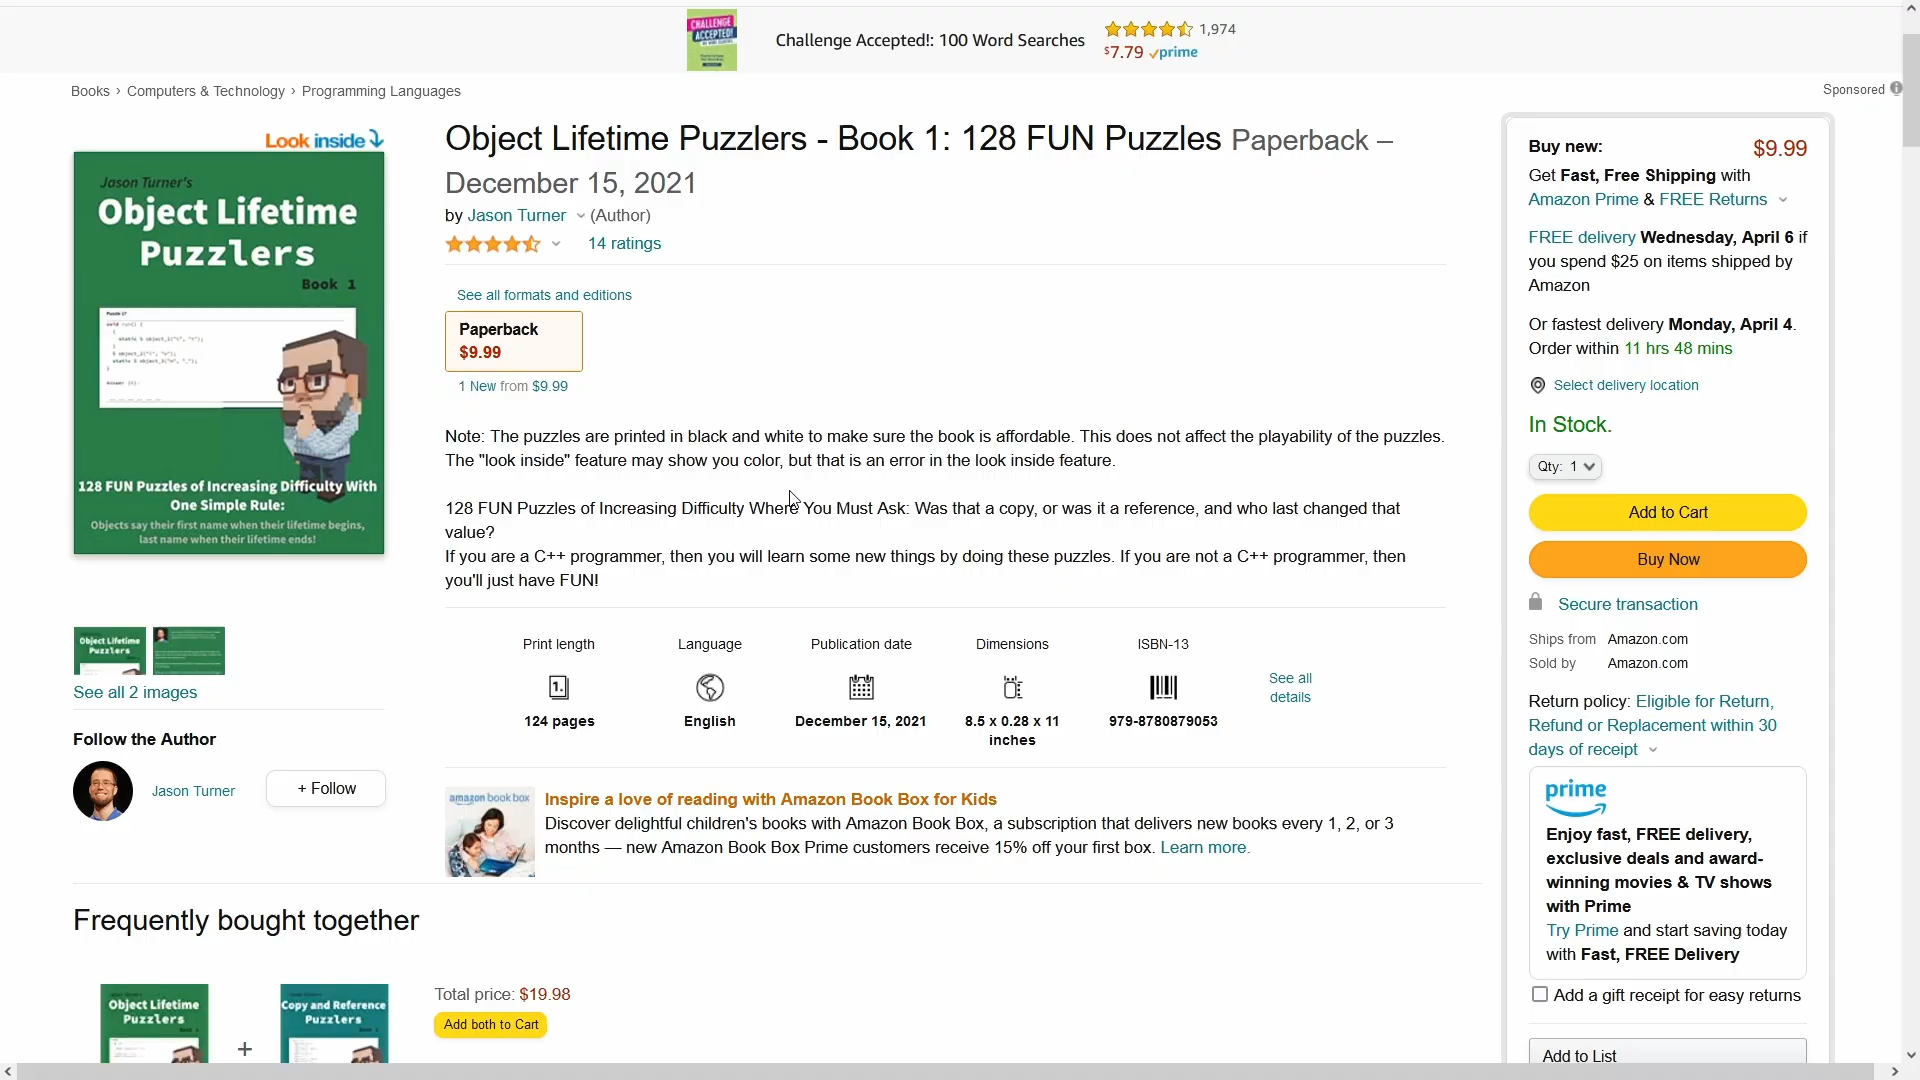 Challenge Accepted!: 100 Word Searches
1,974
$7.79 prime
CHALLENGE
ACCEPTED!
Books › Computers & Technology › Programming Languages
Sponsored
Look inside
Jason Turner's
Object Lifetime
Puzzlers
Book 1
128 FUN Puzzles of Increasing Difficulty With
One Simple Rule:
Objects say their first name when their lifetime begins,
last name when their lifetime ends!
See all 2 images
Follow the Author
Jason Turner
+ Follow
Object Lifetime Puzzlers - Book 1: 128 FUN Puzzles Paperback –
December 15, 2021
by Jason Turner (Author)
14 ratings
See all formats and editions
Paperback
$9.99
1 New from $9.99
Note: The puzzles are printed in black and white to make sure the book is affordable. This does not affect the playability of the puzzles.
The "look inside" feature may show you color, but that is an error in the look inside feature.
128 FUN Puzzles of Increasing Difficulty Where You Must Ask: Was that a copy, or was it a reference, and who last changed that
value?
If you are a C++ programmer, then you will learn some new things by doing these puzzles. If you are not a C++ programmer, then
you'll just have FUN!
Print length
124 pages
Language
English
Publication date
December 15, 2021
Dimensions
8.5 x 0.28 x 11
inches
ISBN-13
979-8780879053
See all
details
amazon book box
Inspire a love of reading with Amazon Book Box for Kids
Discover delightful children's books with Amazon Book Box, a subscription that delivers new books every 1, 2, or 3
months — new Amazon Book Box Prime customers receive 15% off your first box. Learn more.
Frequently bought together
Object Lifetime
Puzzlers
+
Copy and Reference
Puzzlers
Total price: $19.98
Add both to Cart
Buy new:
$9.99
Get Fast, Free Shipping with
Amazon Prime & FREE Returns
FREE delivery Wednesday, April 6 if
you spend $25 on items shipped by
Amazon
Or fastest delivery Monday, April 4.
Order within 11 hrs 48 mins
Select delivery location
In Stock.
Qty: 1
Add to Cart
Buy Now
Secure transaction
Ships from Amazon.com
Sold by Amazon.com
Return policy: Eligible for Return,
Refund or Replacement within 30
days of receipt
prime
Enjoy fast, FREE delivery,
exclusive deals and award-
winning movies & TV shows
with Prime
Try Prime and start saving today
with Fast, FREE Delivery
Add a gift receipt for easy returns
Add to List